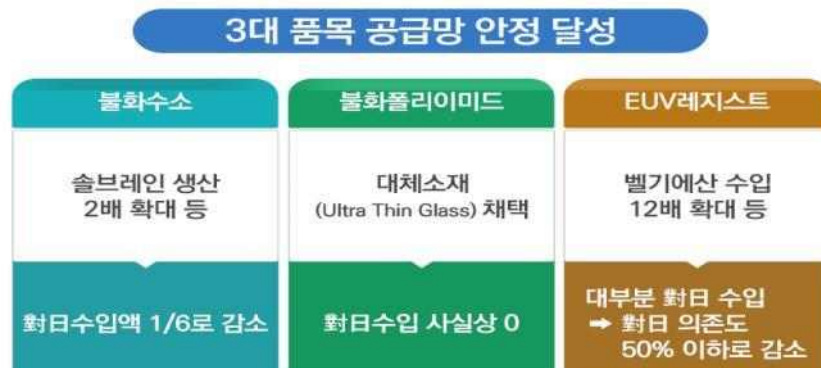 3대 품목 공급망 안정 달성
불화수소
솔브레인 생산
2배 확대 등
對日수입액 1/6로 감소
불화폴리이미드
대체소재
(Ultra Thin Glass) 채택
對日수입 사실상 0
EUV레지스트
벨기에산 수입
12배 확대 등
대부분 對日 수입
➡ 對日 의존도
50% 이하로 감소